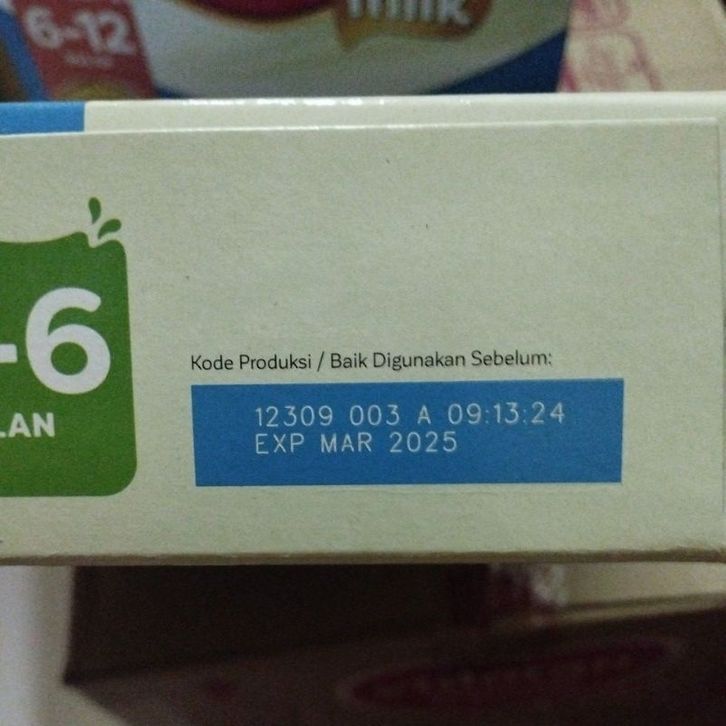 6-12
milk
-6
LAN
Kode Produksi / Baik Digunakan Sebelum:
12309 003 A 09:13:24
EXP MAR 2025